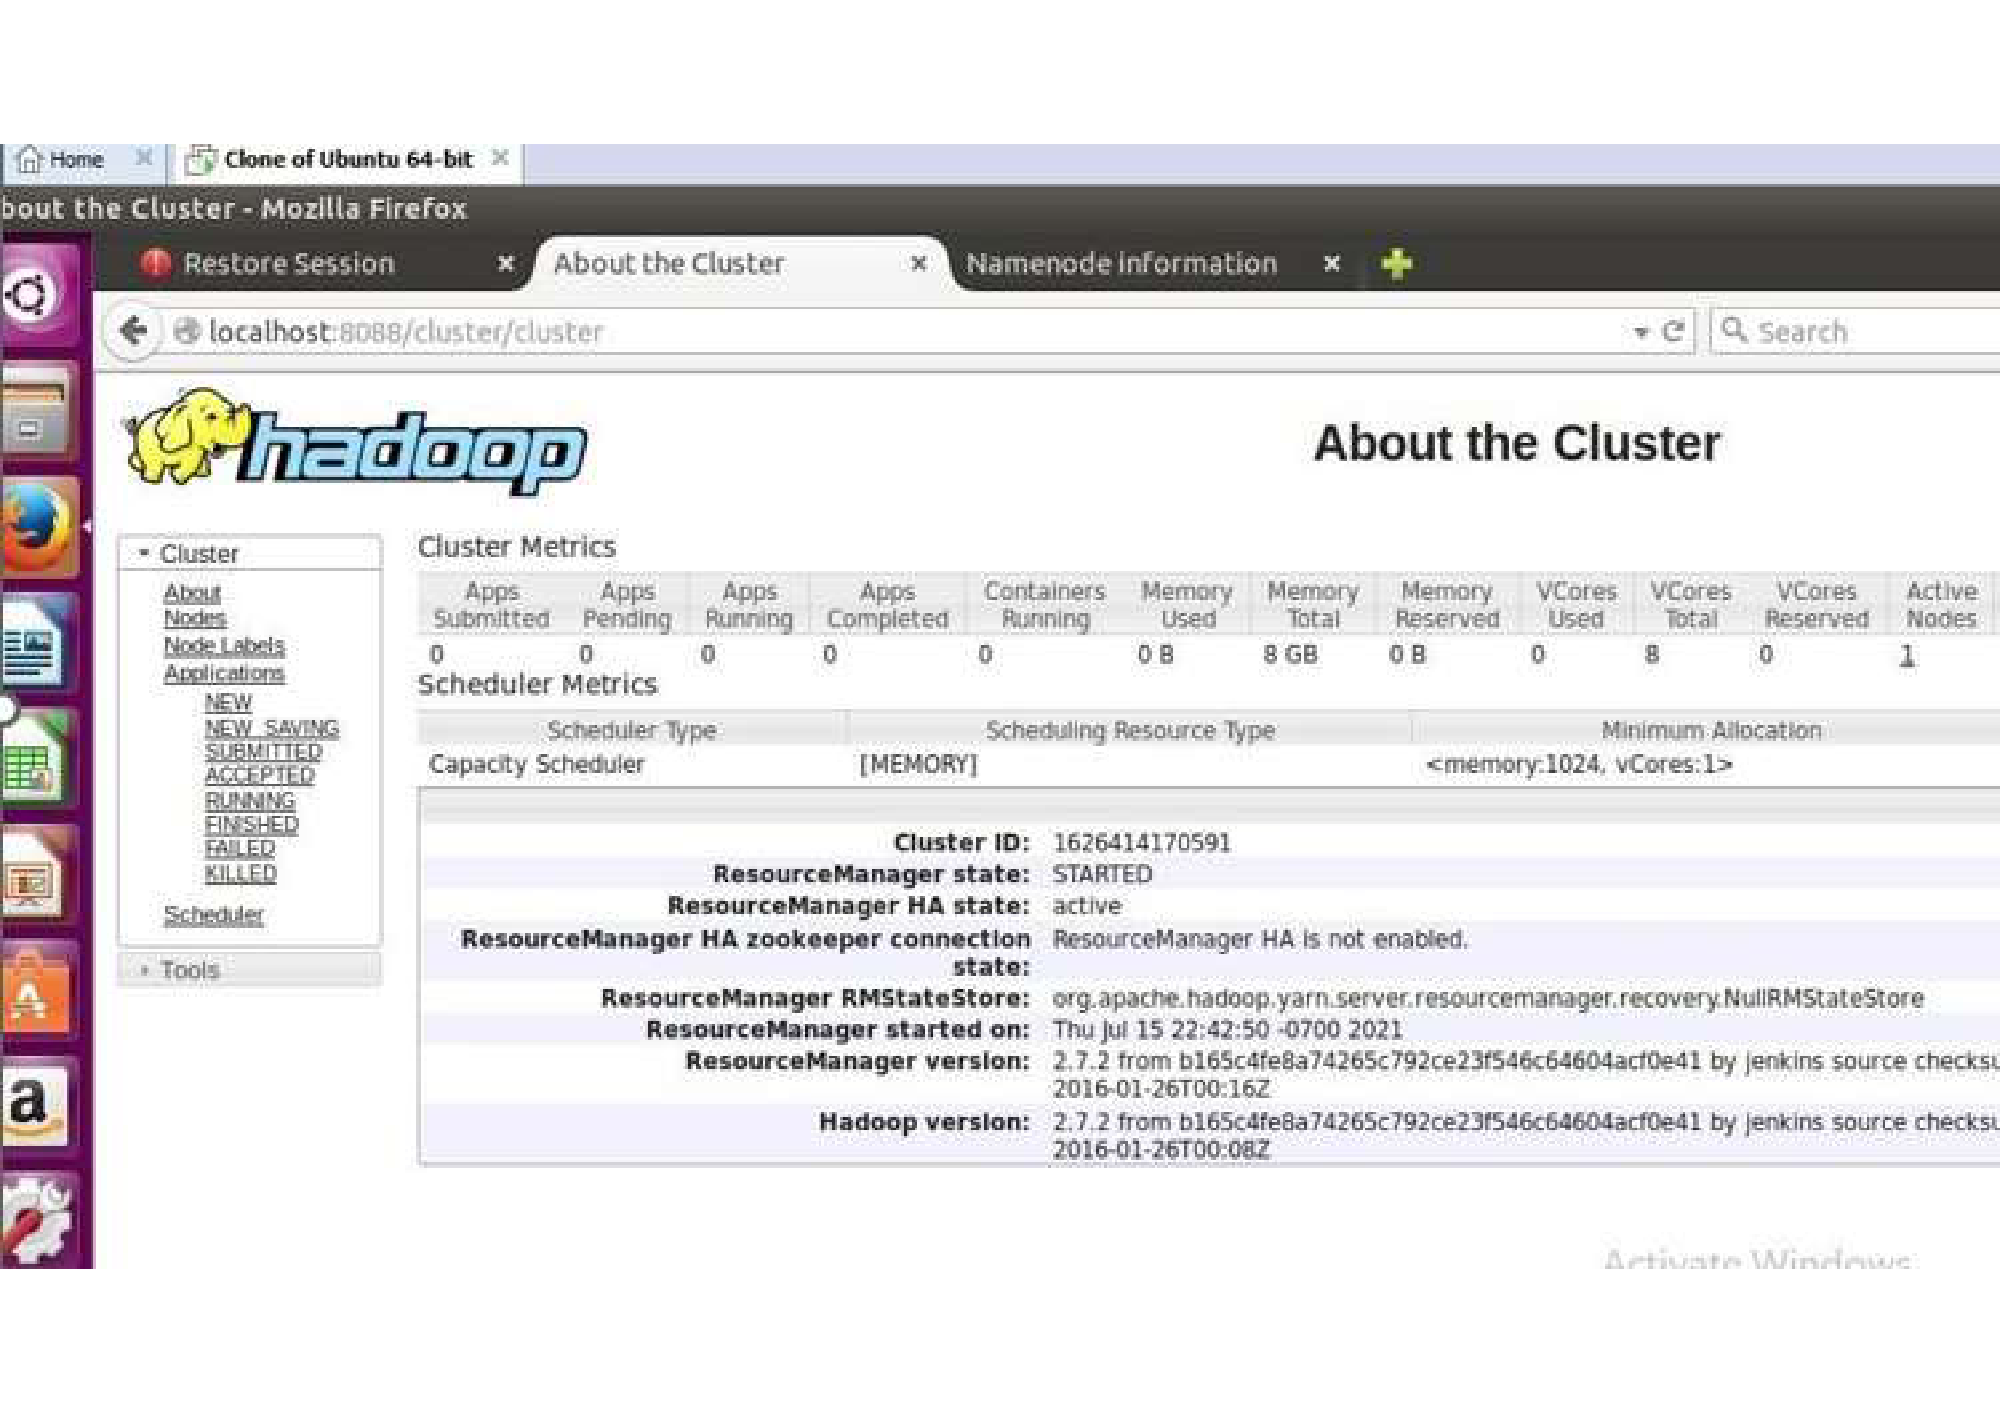 Home
Clone of Ubuntu 64-bit
bout the Cluster - Mozilla Firefox
Restore Session
About the Cluster
Namenode information
localhost:8088/cluster/cluster
Search
hadoop
About the Cluster
Cluster
About
Nodes
Node Labels
Applications
NEW
NEW_SAVING
SUBMITTED
ACCEPTED
RUNNING
FINISHED
FAILED
KILLED
Scheduler
Tools
Cluster Metrics
Apps Submitted Apps Pending Apps Running Apps Completed Containers Running Memory Used Memory Total Memory Reserved VCores Used VCores Total VCores Reserved Active Nodes
0 0 0 0 0 0 B 8 GB 0 B 0 8 0 1
Scheduler Metrics
Scheduler Type Scheduling Resource Type Minimum Allocation
Capacity Scheduler [MEMORY] <memory:1024, vCores:1>
Cluster ID: 1626414170591
ResourceManager state: STARTED
ResourceManager HA state: active
ResourceManager HA zookeeper connection state: ResourceManager HA is not enabled.
ResourceManager RMStateStore: org.apache.hadoop.yarn.server.resourcemanager.recovery.NullRMStateStore
ResourceManager started on: Thu Jul 15 22:42:50 -0700 2021
ResourceManager version: 2.7.2 from b165c4fe8a74265c792ce23f546c64604acf0e41 by jenkins source checksu
2016-01-26T00:16Z
Hadoop version: 2.7.2 from b165c4fe8a74265c792ce23f546c64604acf0e41 by jenkins source checksu
2016-01-26T00:08Z
Activate Windows